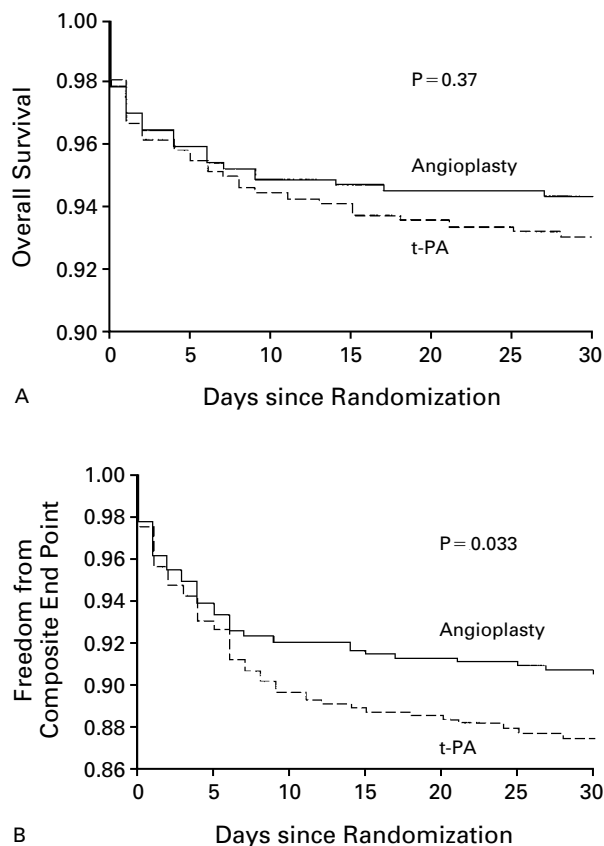 1.00
0.98
0.96
0.94
0.92
0.90
Overall Survival
P = 0.37
Angioplasty
t-PA
0 5 10 15 20 25 30
A Days since Randomization
1.00
0.98
0.96
0.94
0.92
0.90
0.88
0.86
Freedom from
Composite End Point
P = 0.033
Angioplasty
t-PA
0 5 10 15 20 25 30
B Days since Randomization